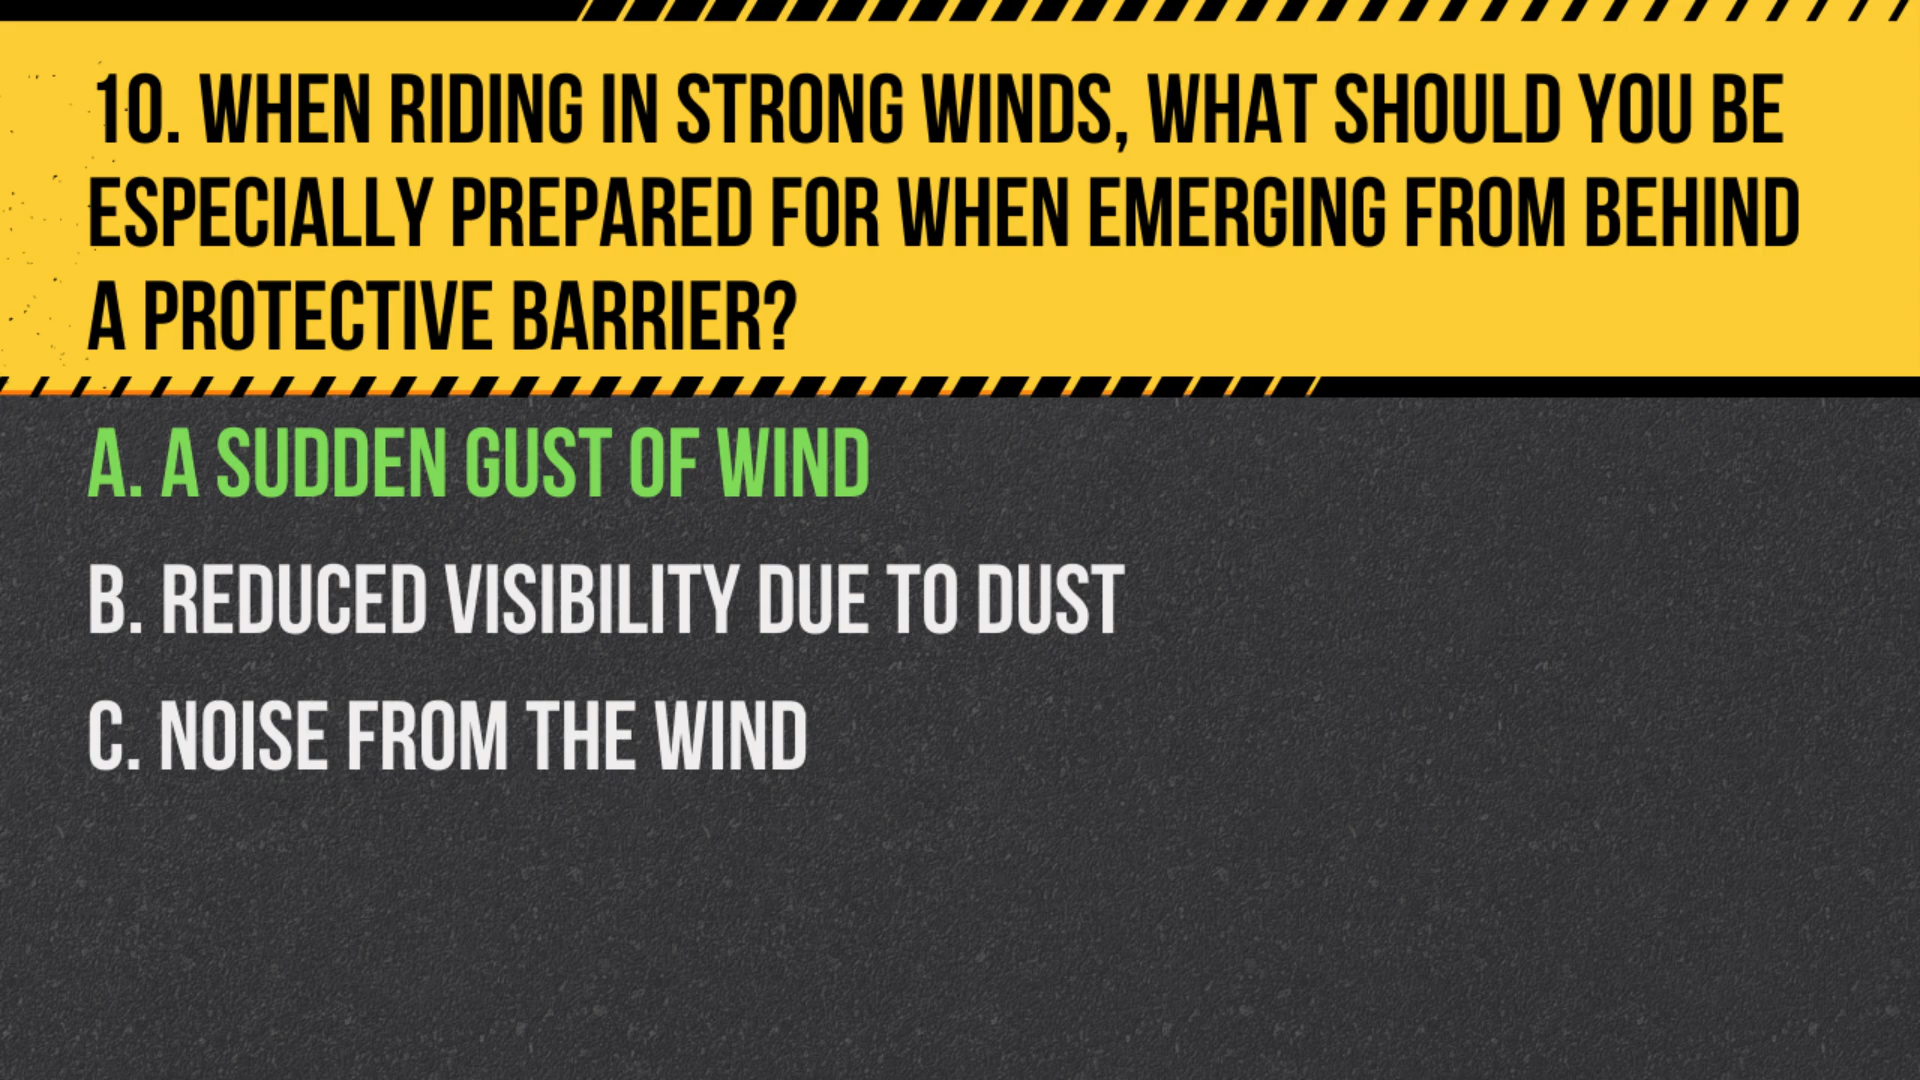 10. WHEN RIDING IN STRONG WINDS, WHAT SHOULD YOU BE
ESPECIALLY PREPARED FOR WHEN EMERGING FROM BEHIND
A PROTECTIVE BARRIER?
A. A SUDDEN GUST OF WIND
B. REDUCED VISIBILITY DUE TO DUST
C. NOISE FROM THE WIND